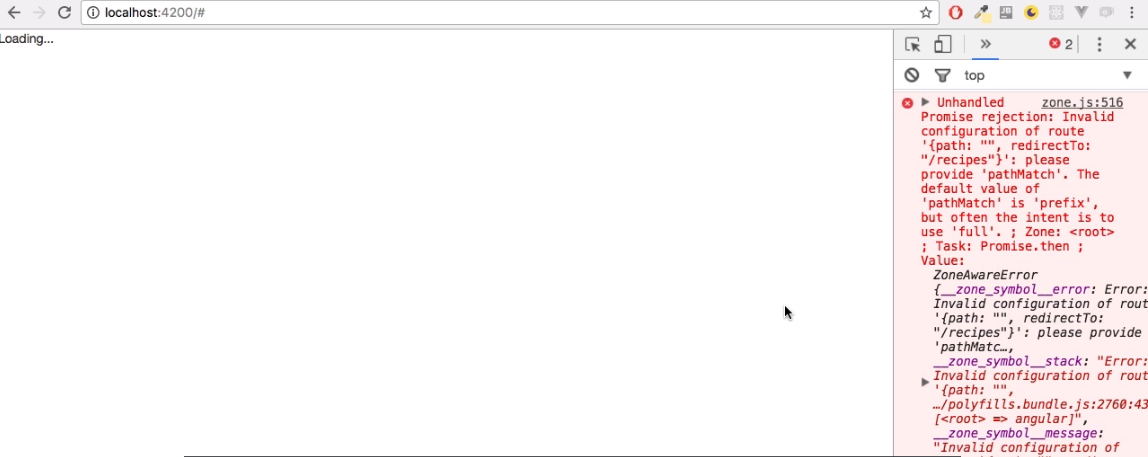 localhost:4200/#
Loading...
2
top
Unhandled zone.js:516
Promise rejection: Invalid
configuration of route
'{path: "", redirectTo:
"/recipes"}': please
provide 'pathMatch'. The
default value of
'pathMatch' is 'prefix',
but often the intent is to
use 'full'. ; Zone: <root>
; Task: Promise.then ;
Value:
ZoneAwareError
{__zone_symbol__error: Error:
Invalid configuration of rout
'{path: "", redirectTo:
"/recipes"}': please provide
'pathMatc…,
__zone_symbol__stack: "Error:
Invalid configuration of rout
'{path: "",
…/polyfills.bundle.js:2760:43
[<root> => angular]",
__zone_symbol__message:
"Invalid configuration of